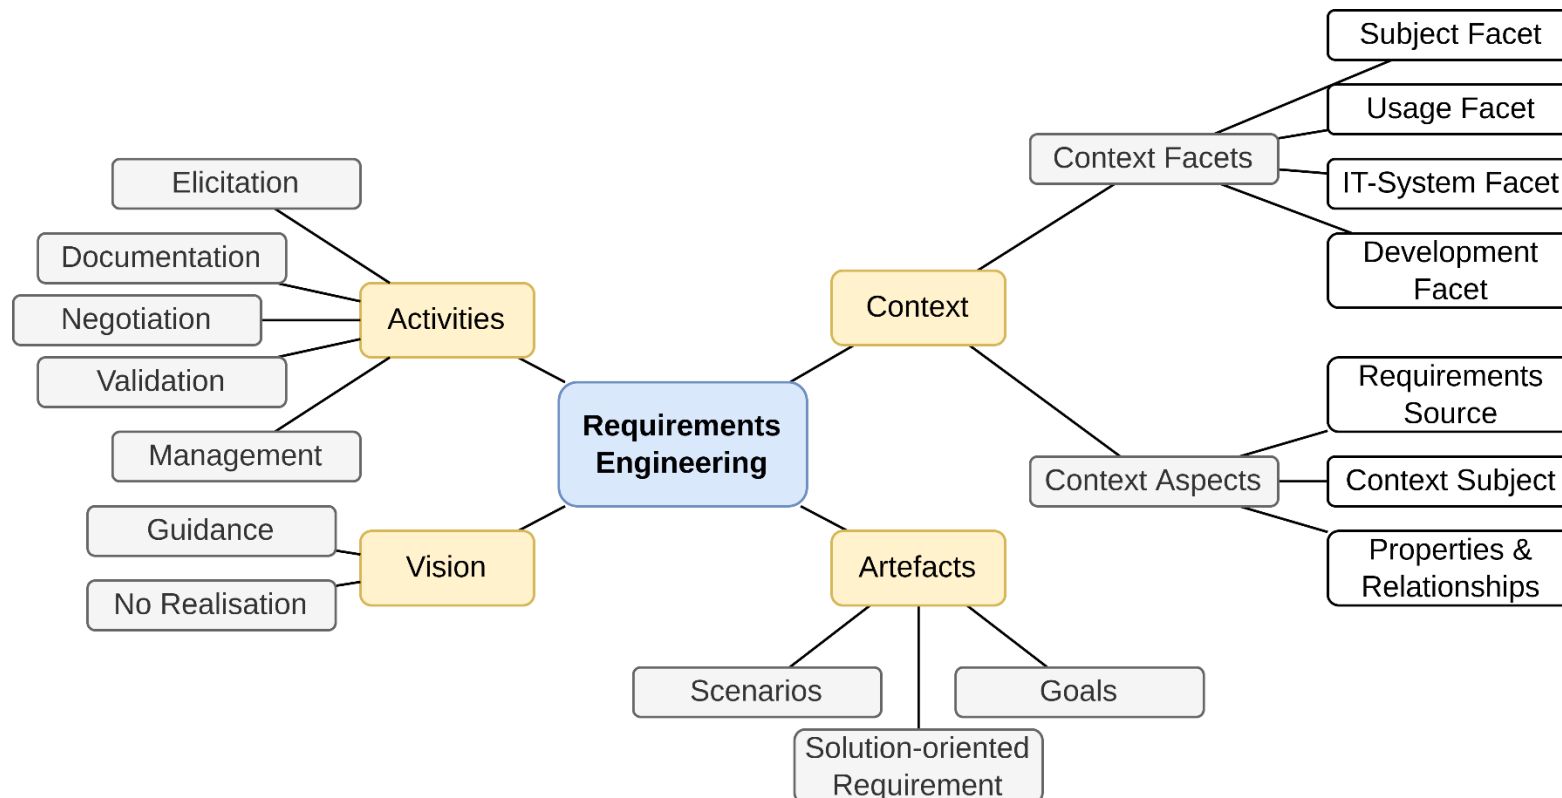 Subject Facet
Usage Facet
Context Facets
IT-System Facet
Elicitation
Development
Facet
Documentation
Negotiation
Activities
Context
Validation
Management
Requirements
Engineering
Requirements
Source
Context Aspects
Context Subject
Guidance
Vision
No Realisation
Artefacts
Properties &
Relationships
Scenarios
Goals
Solution-oriented
Requirement